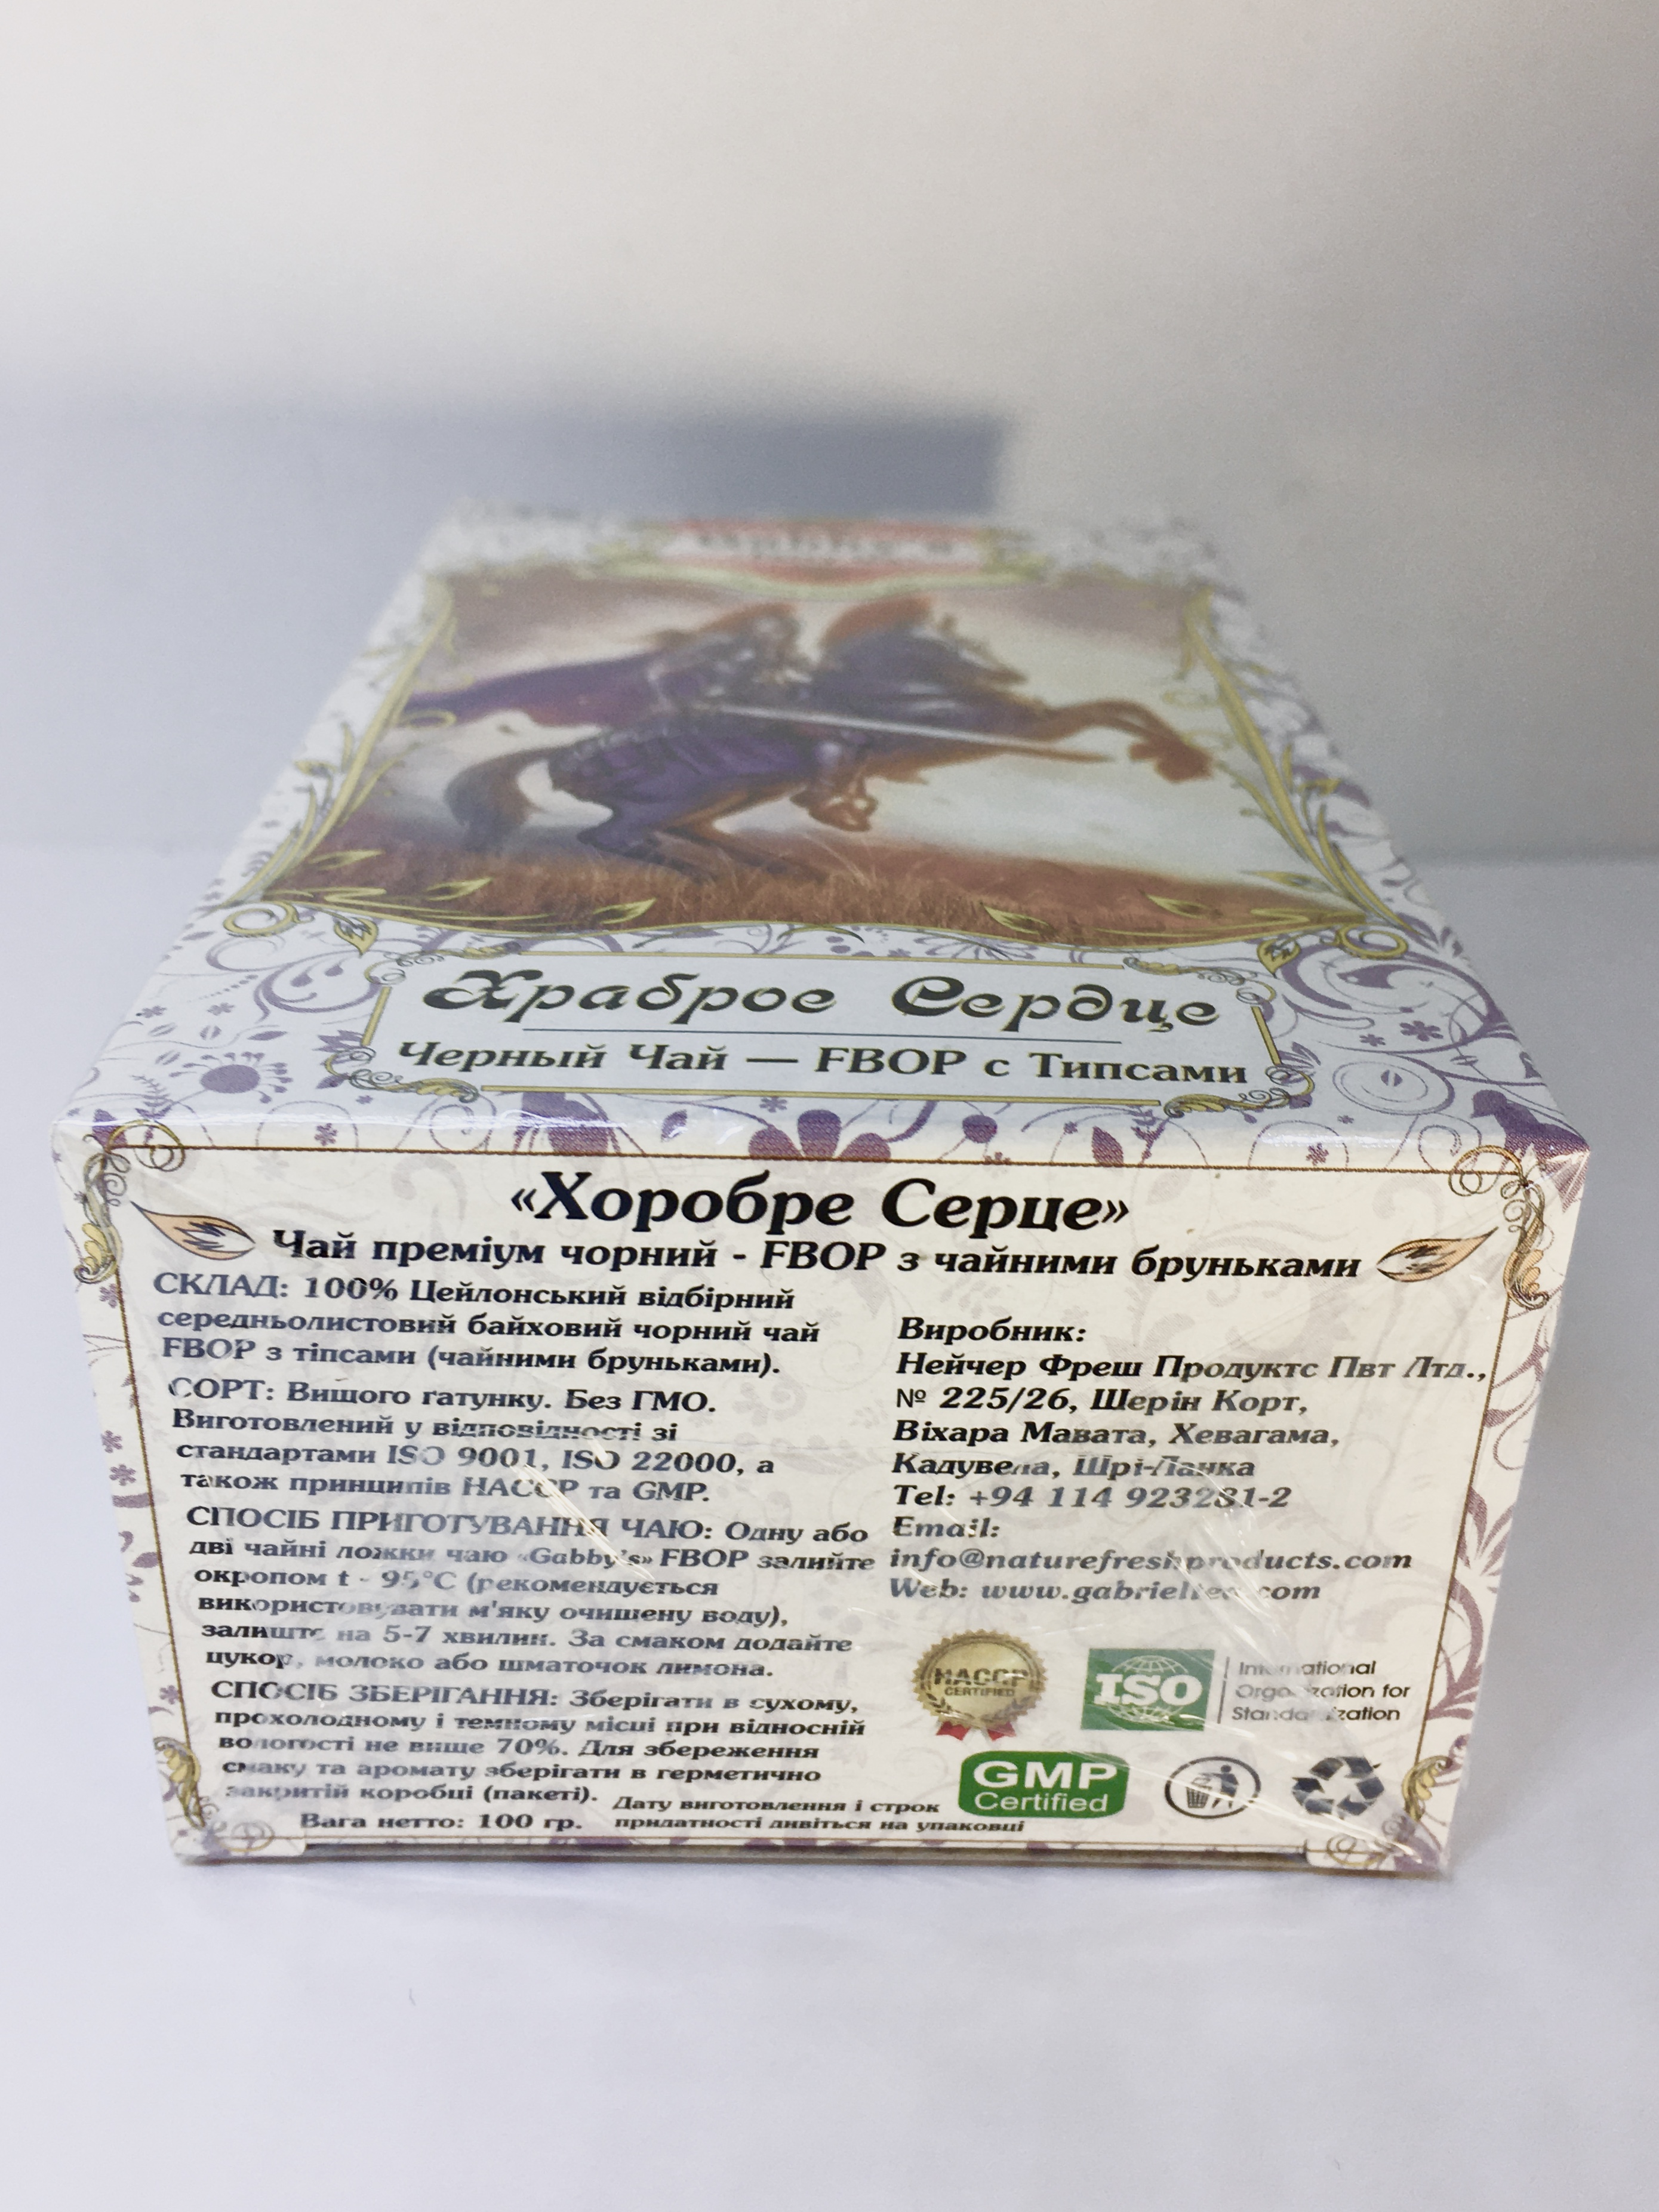 Храброе Сердце
Черный Чай — FBOP с Типсами
«Хоробре Серце»
Чай преміум чорний - FBOP з чайними бруньками
СКЛАД: 100% Цейлонський відбірний
середньолистовий байховий чорний чай
FBOP з тіпсами (чайними бруньками).
СОРТ: Вищого ґатунку. Без ГМО.
Виготовлений у відповідності зі
стандартами ISO 9001, ISO 22000, а
також принципів HACCP та GMP.
СПОСІБ ПРИГОТУВАННЯ ЧАЮ: Одну або
дві чайні ложки чаю «Gabby's» FBOP залийте
окропом t - 95°C (рекомендується
використовувати м'яку очищену воду),
залиште на 5-7 хвилин. За смаком додайте
цукор, молоко або шматочок лимона.
СПОСІБ ЗБЕРІГАННЯ: Зберігати в сухому,
прохолодному і темному місці при відносній
вологості не вище 70%. Для збереження
смаку та аромату зберігати в герметично
закритій коробці (пакеті).
Вага нетто: 100 гр.
Дату виготовлення і строк
придатності дивіться на упаковці
Виробник:
Нейчер Фреш Продуктс Пвт Лтд.,
№ 225/26, Шерін Корт,
Віхара Мавата, Хевагама,
Кадувела, Шрі-Ланка
Tel: +94 114 923281-2
Email:
info@naturefreshproducts.com
Web: www.gabrieltea.com
HACCP
CERTIFIED
ISO
International
Organization for
Standardization
GMP
Certified